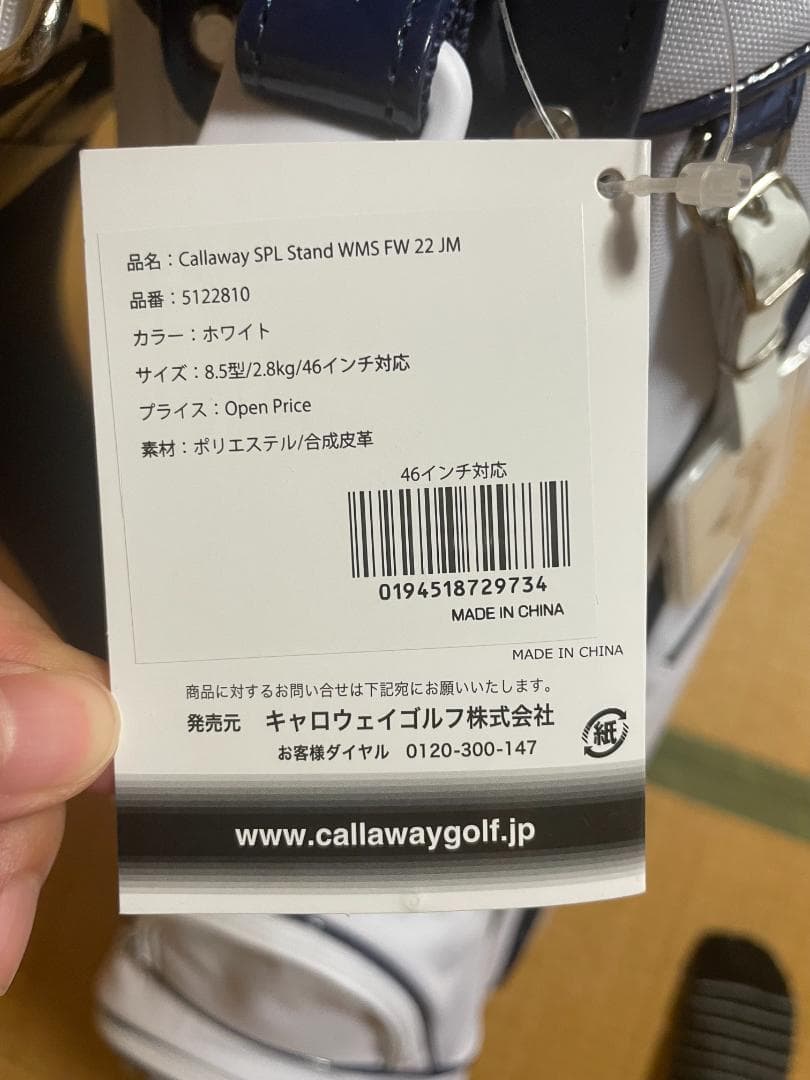 品名：Callaway SPL Stand WMS FW 22 JM
品番：5122810
カラー：ホワイト
サイズ：8.5型/2.8kg/46インチ対応
プライス：Open Price
素材：ポリエステル/合成皮革
46インチ対応
0194518729734
MADE IN CHINA
MADE IN CHINA
商品に対するお問い合せは下記宛にお願いいたします。
発売元 キャロウェイゴルフ株式会社
紙
お客様ダイヤル 0120-300-147
www.callawaygolf.jp